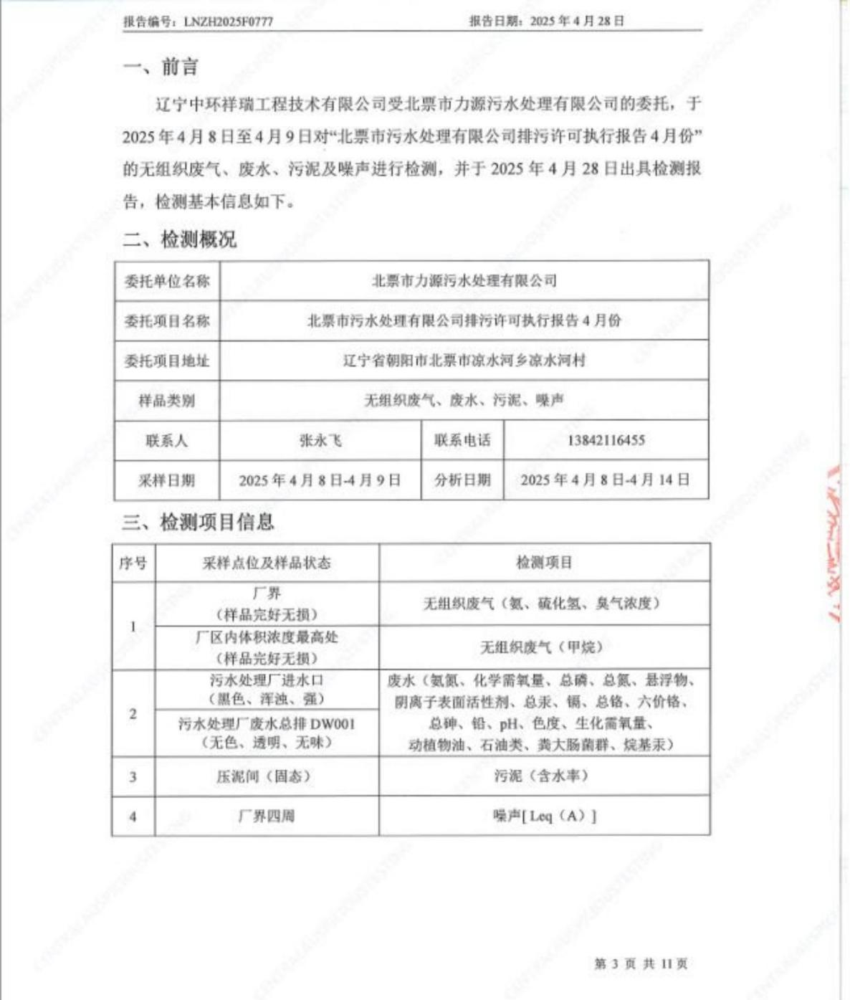 报告编号：LNZH2025F0777 报告日期：2025 年 4 月 28 日
一、前言
辽宁中环祥瑞工程技术有限公司受北票市力源污水处理有限公司的委托，于
2025 年 4 月 8 日至 4 月 9 日对“北票市污水处理有限公司排污许可执行报告 4 月份”
的无组织废气、废水、污泥及噪声进行检测，并于 2025 年 4 月 28 日出具检测报
告，检测基本信息如下。
二、检测概况
委托单位名称 北票市力源污水处理有限公司
委托项目名称 北票市污水处理有限公司排污许可执行报告 4 月份
委托项目地址 辽宁省朝阳市北票市凉水河乡凉水河村
样品类别 无组织废气、废水、污泥、噪声
联系人 张永飞 联系电话 13842116455
采样日期 2025 年 4 月 8 日-4 月 9 日 分析日期 2025 年 4 月 8 日-4 月 14 日
三、检测项目信息
序号 采样点位及样品状态 检测项目
1 厂界
（样品完好无损） 无组织废气（氨、硫化氢、臭气浓度）
厂区内体积浓度最高处
（样品完好无损） 无组织废气（甲烷）
2 污水处理厂进水口
（黑色、浑浊、强）
污水处理厂废水总排 DW001
（无色、透明、无味）
废水（氨氮、化学需氧量、总磷、总氮、悬浮物、
阴离子表面活性剂、总汞、镉、总铬、六价铬、
总砷、铅、pH、色度、生化需氧量、
动植物油、石油类、粪大肠菌群、烷基汞）
3 压泥间（固态） 污泥（含水率）
4 厂界四周 噪声[ Leq（A）]
第 3 页 共 11 页
CENTRALAUSPICIOUSTESTING